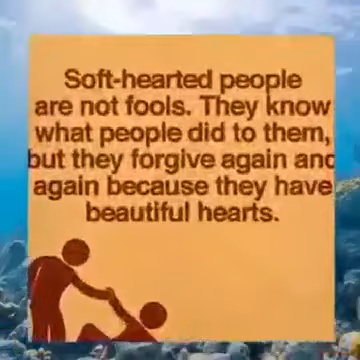 Soft-hearted people
are not fools. They know
what people did to them,
but they forgive again and
again because they have
beautiful hearts.